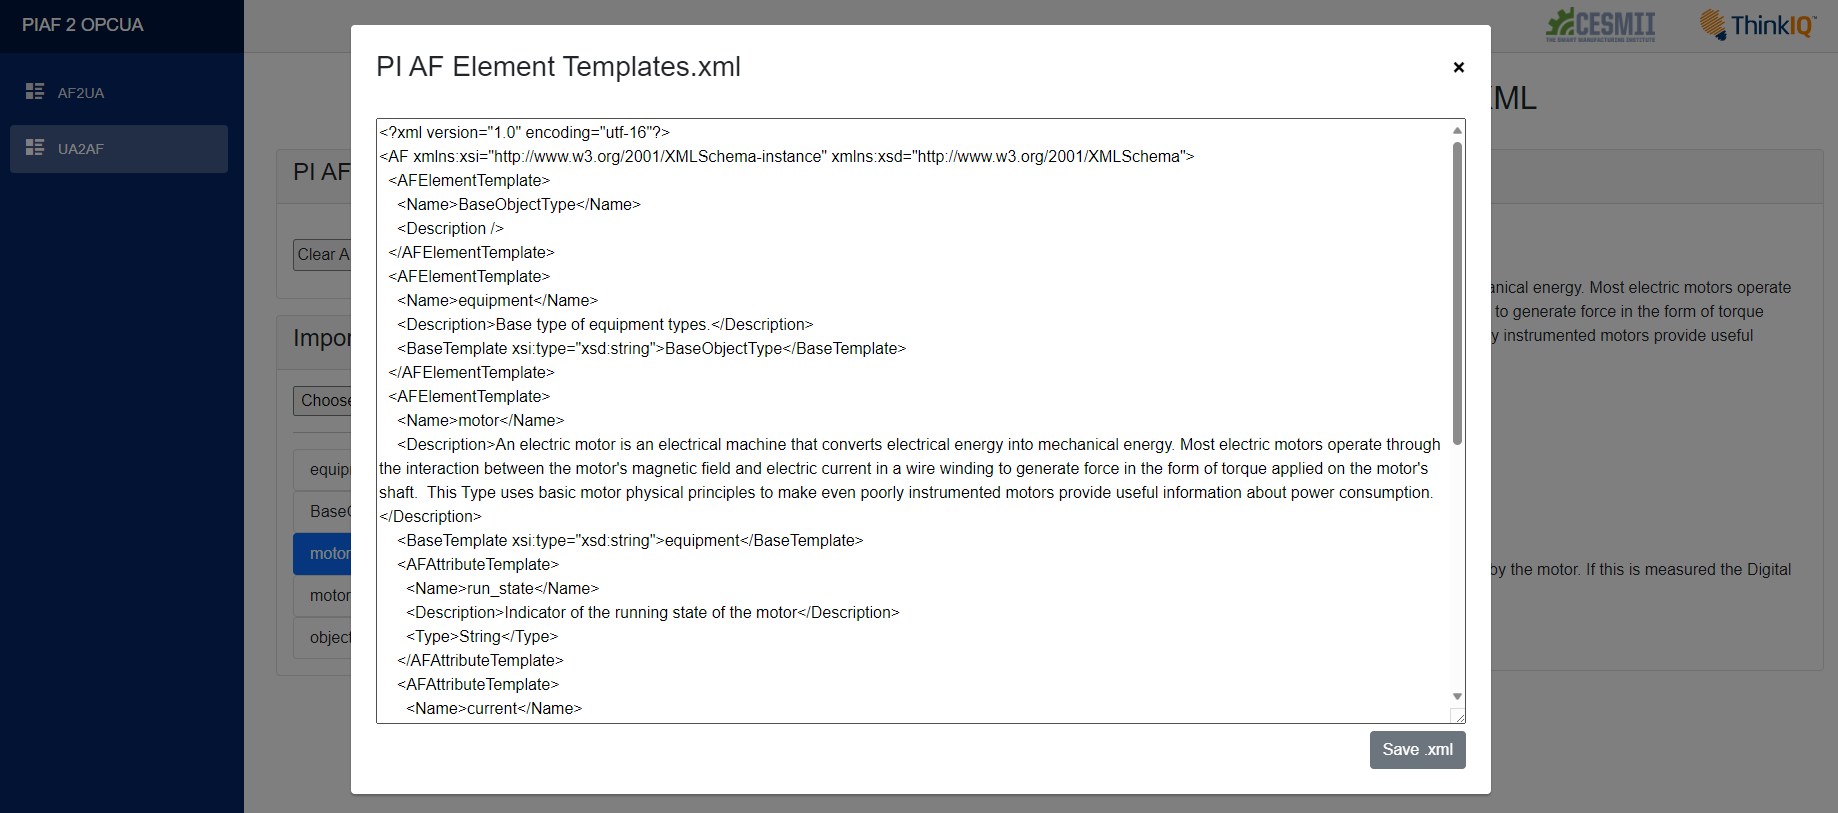 PIAF 2 OPCUA
AF2UA
UA2AF
CESMII
THE SMART MANUFACTURING INSTITUTE
ThinkIQ
XML
PI AF
Clear A
Impor
Choose
equip
BaseO
motor
motor
object
anical energy. Most electric motors operate
to generate force in the form of torque
y instrumented motors provide useful
by the motor. If this is measured the Digital
PI AF Element Templates.xml
×
<?xml version="1.0" encoding="utf-16"?>
<AF xmlns:xsi="http://www.w3.org/2001/XMLSchema-instance" xmlns:xsd="http://www.w3.org/2001/XMLSchema">
<AFElementTemplate>
<Name>BaseObjectType</Name>
<Description />
</AFElementTemplate>
<AFElementTemplate>
<Name>equipment</Name>
<Description>Base type of equipment types.</Description>
<BaseTemplate xsi:type="xsd:string">BaseObjectType</BaseTemplate>
</AFElementTemplate>
<AFElementTemplate>
<Name>motor</Name>
<Description>An electric motor is an electrical machine that converts electrical energy into mechanical energy. Most electric motors operate through
the interaction between the motor's magnetic field and electric current in a wire winding to generate force in the form of torque applied on the motor's
shaft.  This Type uses basic motor physical principles to make even poorly instrumented motors provide useful information about power consumption.
</Description>
<BaseTemplate xsi:type="xsd:string">equipment</BaseTemplate>
<AFAttributeTemplate>
<Name>run_state</Name>
<Description>Indicator of the running state of the motor</Description>
<Type>String</Type>
</AFAttributeTemplate>
<AFAttributeTemplate>
<Name>current</Name>
Save .xml